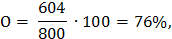 O = 604/800 · 100 = 76%,